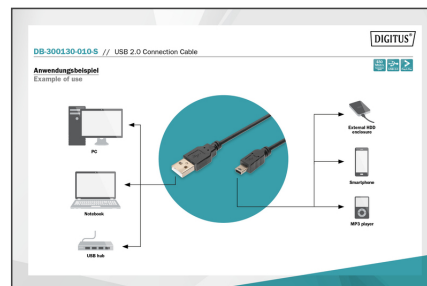 DIGITUS®
DB-300130-010-S // USB 2.0 Connection Cable
Anwendungsbeispiel
Example of use
PC
Notebook
USB hub
External HDD
enclosure
Smartphone
MP3 player